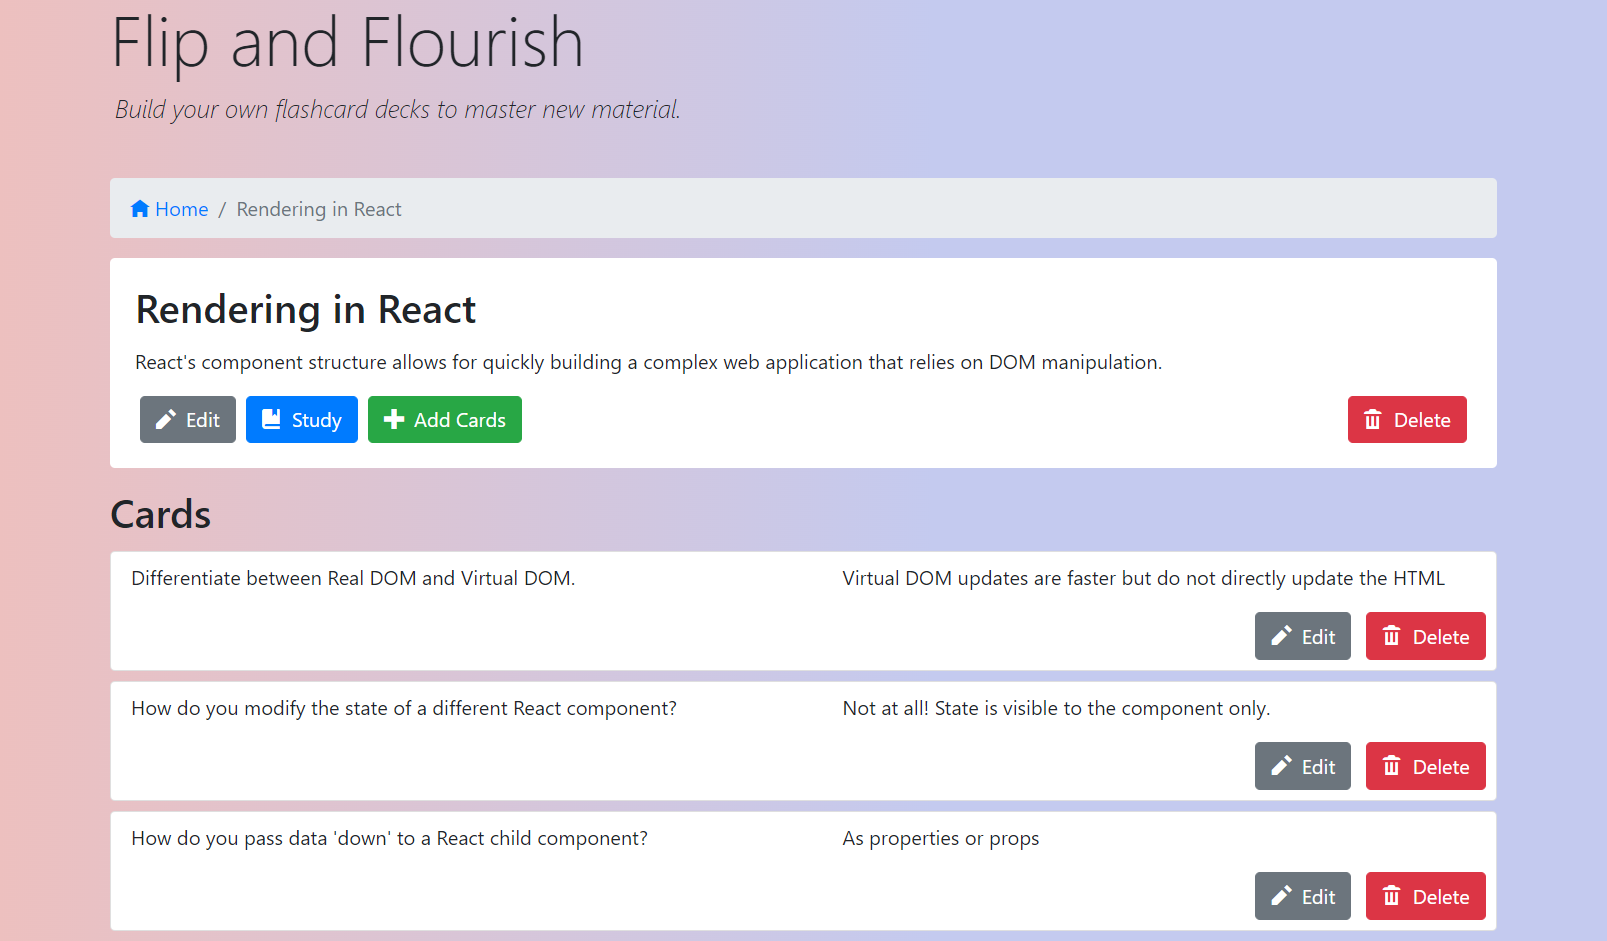 Flip and Flourish
Build your own flashcard decks to master new material.
Home / Rendering in React
Rendering in React
React's component structure allows for quickly building a complex web application that relies on DOM manipulation.
Edit Study Add Cards Delete
Cards
Differentiate between Real DOM and Virtual DOM. Virtual DOM updates are faster but do not directly update the HTML
Edit Delete
How do you modify the state of a different React component? Not at all! State is visible to the component only.
Edit Delete
How do you pass data 'down' to a React child component? As properties or props
Edit Delete